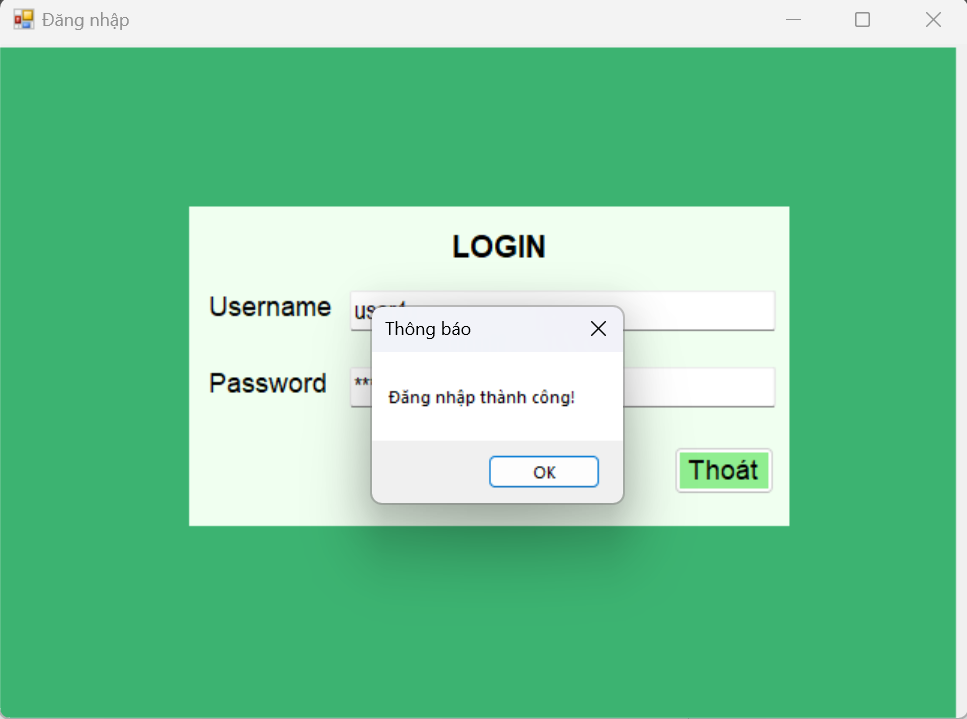 Đăng nhập
LOGIN
Username
Thông báo
Password
***
Đăng nhập thành công!
OK
Thoát